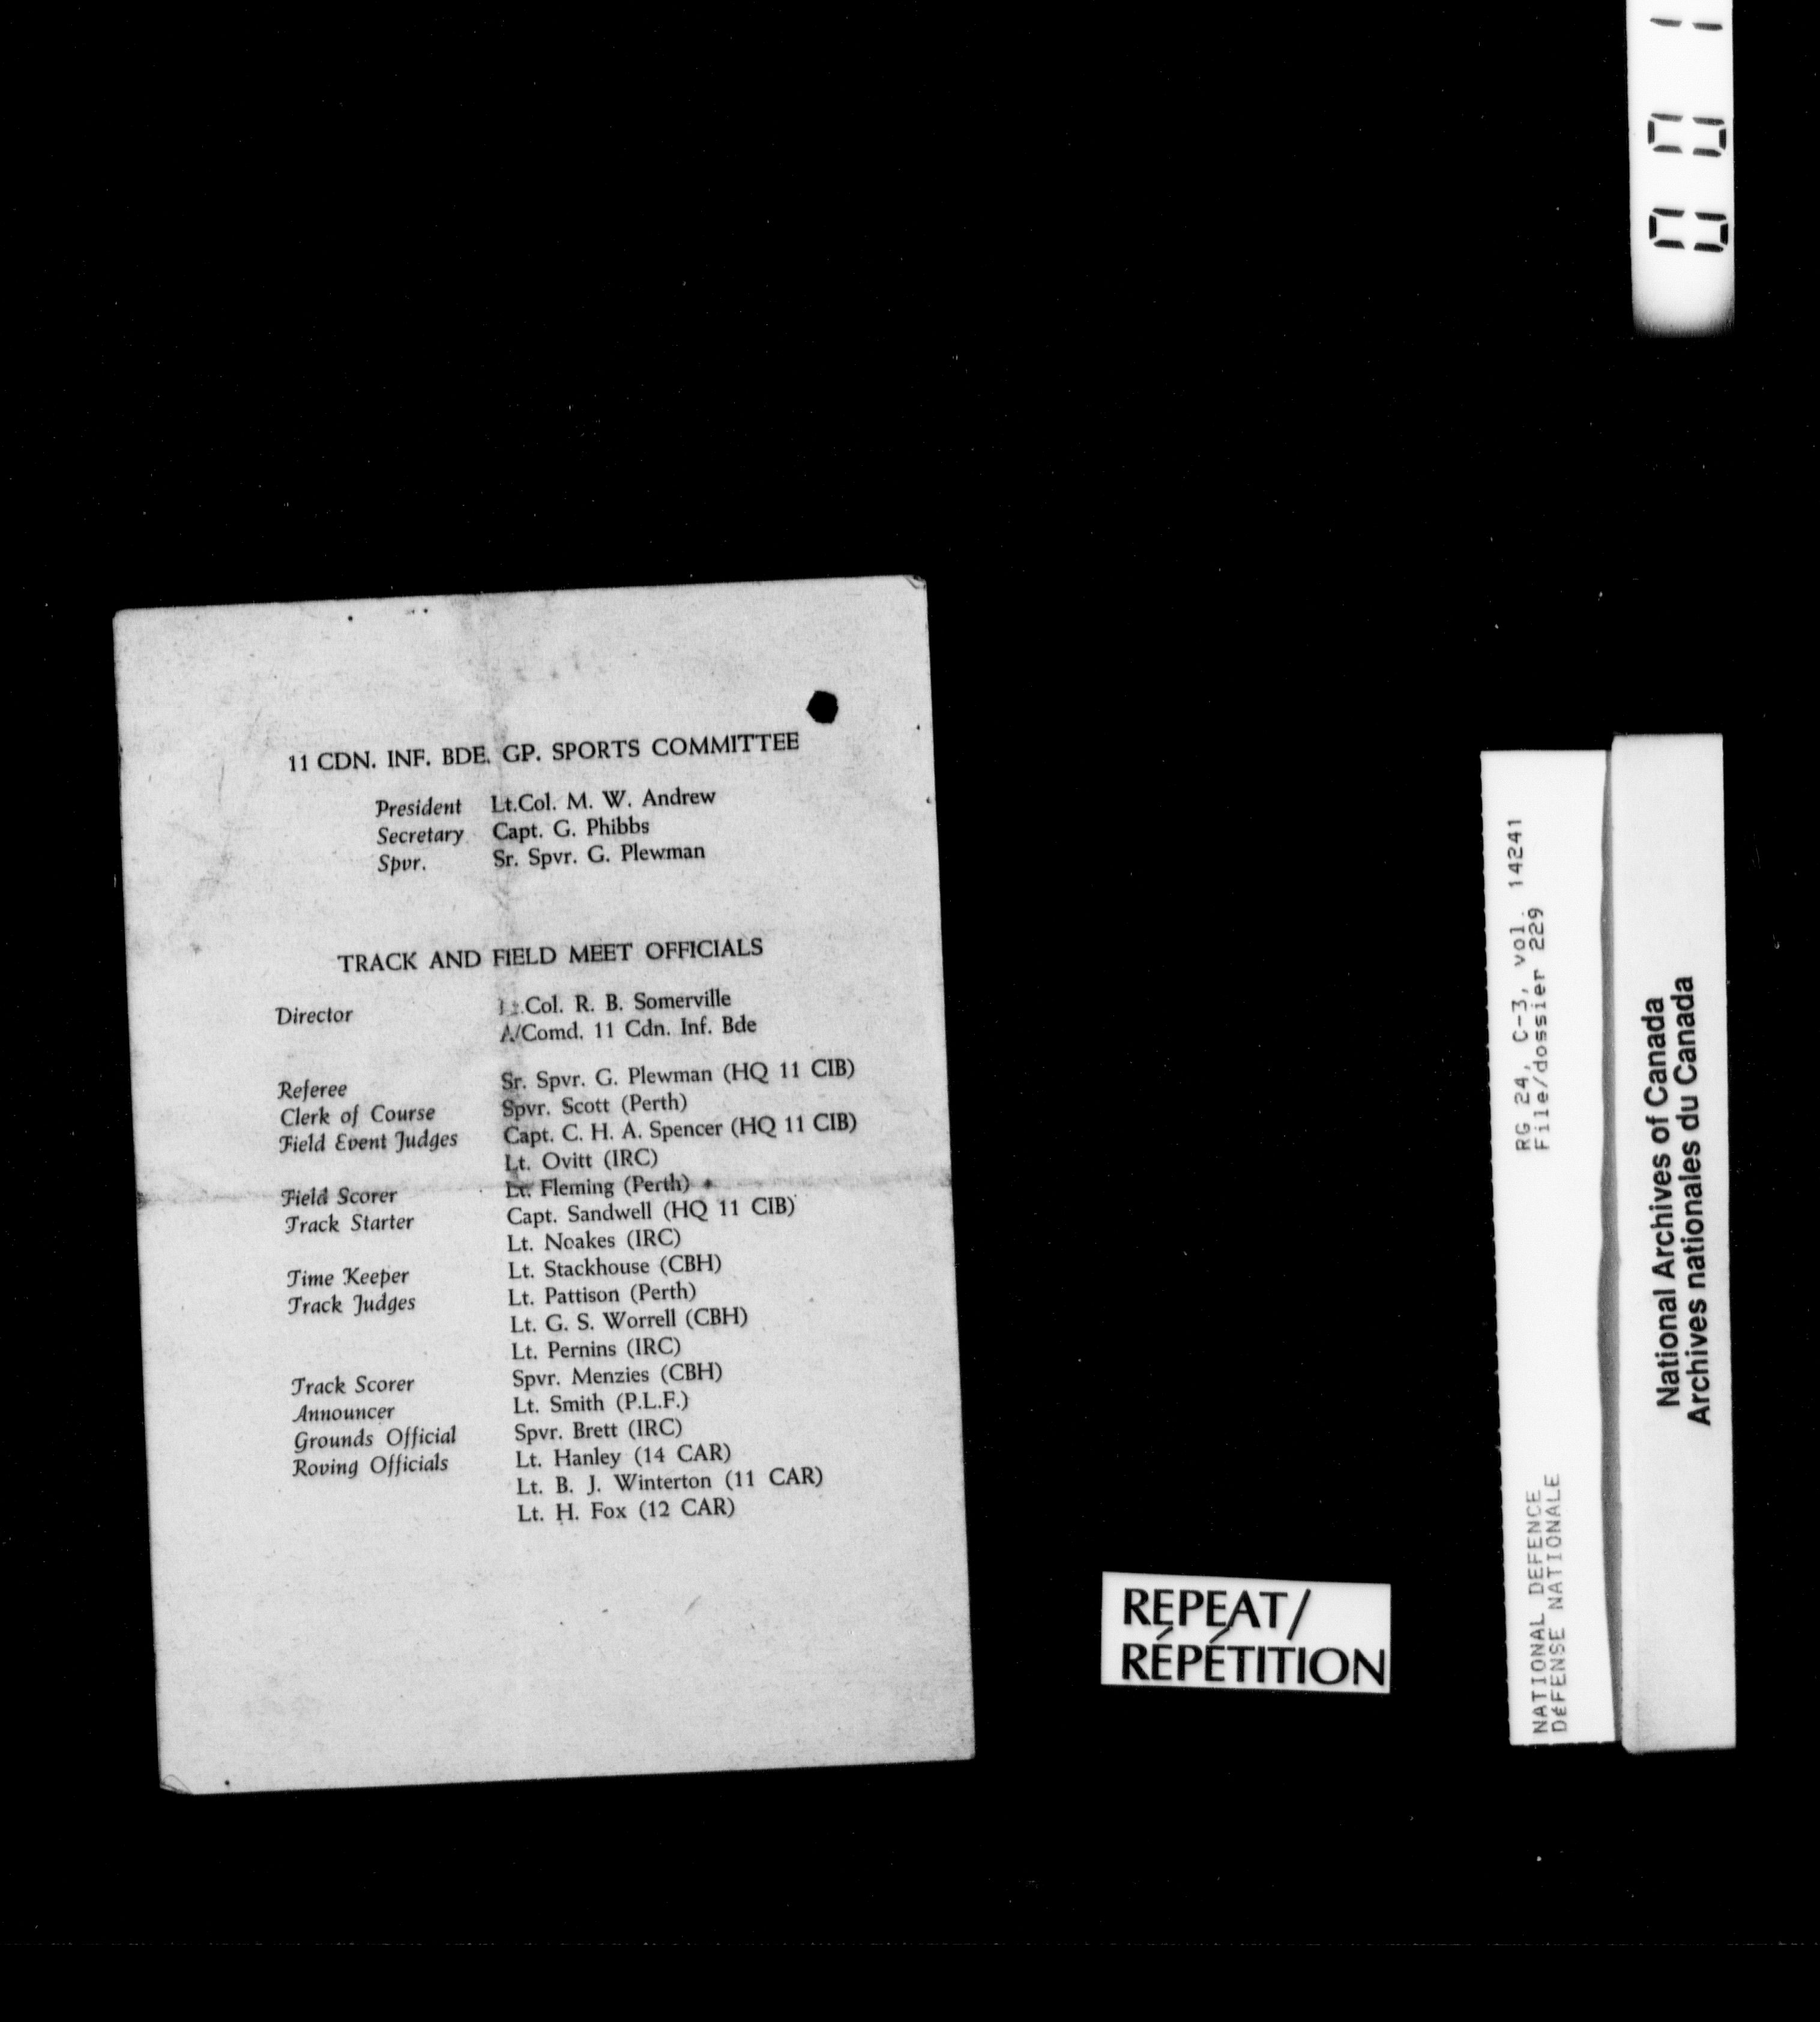 11 CDN. INF. BDE. GP. SPORTS COMMITTEE
President Lt.Col. M. W. Andrew
Secretary Capt. G. Phibbs
Spvr. Sr. Spvr. G. Plewman
TRACK AND FIELD MEET OFFICIALS
Director Lt.Col. R. B. Somerville
A/Comd. 11 Cdn. Inf. Bde
Referee Sr. Spvr. G. Plewman (HQ 11 CIB)
Clerk of Course Spvr. Scott (Perth)
Field Event Judges Capt. C. H. A. Spencer (HQ 11 CIB)
Lt. Ovitt (IRC)
Field Scorer Lt. Fleming (Perth)
Track Starter Capt. Sandwell (HQ 11 CIB)
Lt. Noakes (IRC)
Time Keeper Lt. Stackhouse (CBH)
Track Judges Lt. Pattison (Perth)
Lt. G. S. Worrell (CBH)
Lt. Pernins (IRC)
Track Scorer Spvr. Menzies (CBH)
Announcer Lt. Smith (P.L.F.)
Grounds Official Spvr. Brett (IRC)
Roving Officials Lt. Hanley (14 CAR)
Lt. B. J. Winterton (11 CAR)
Lt. H. Fox (12 CAR)
REPEAT/
RÉPÉTITION
001
NATIONAL DEFENCE RG 24, C-3, vol. 14241
DÉFENSE NATIONALE File/dossier 229
National Archives of Canada
Archives nationales du Canada